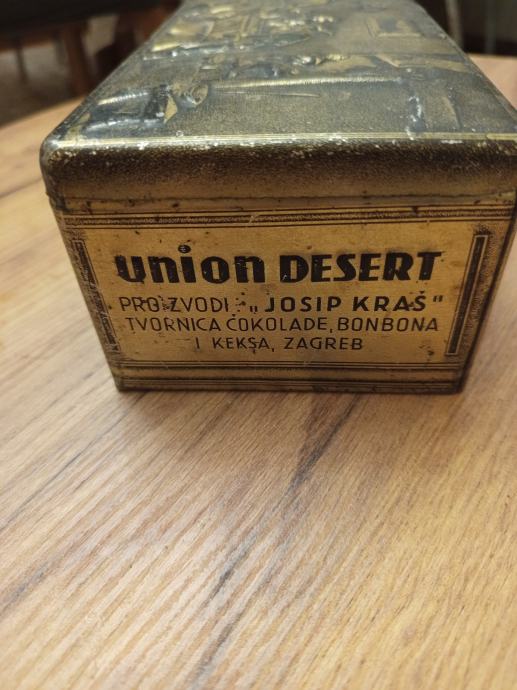 union DESERT
PROIZVODI: „JOSIP KRAŠ"
TVORNICA ČOKOLADE, BONBONA
I KEKSA, ZAGREB